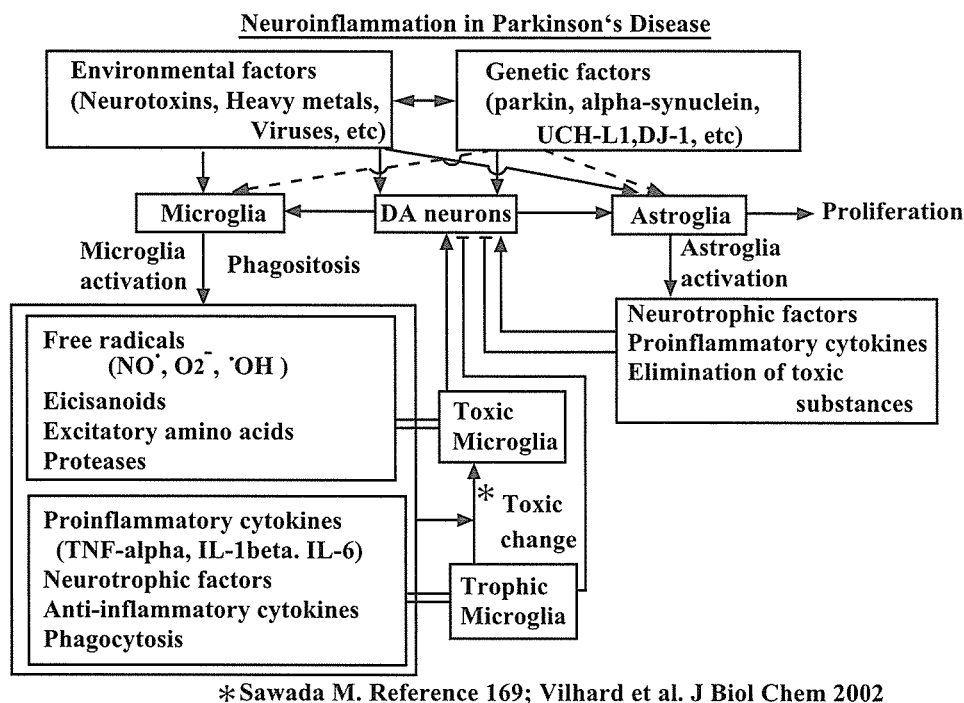 Neuroinflammation in Parkinson‘s Disease
Environmental factors
(Neurotoxins, Heavy metals,
Viruses, etc)
Genetic factors
(parkin, alpha-synuclein,
UCH-L1,DJ-1, etc)
Microglia
DA neurons
Astroglia
Proliferation
Microglia
activation
Phagositosis
Astroglia
activation
Free radicals
(NO˙, O2⁻, ˙OH )
Eicisanoids
Excitatory amino acids
Proteases
Neurotrophic factors
Proinflammatory cytokines
Elimination of toxic
substances
Toxic
Microglia
* Toxic
change
Proinflammatory cytokines
(TNF-alpha, IL-1beta. IL-6)
Neurotrophic factors
Anti-inflammatory cytokines
Phagocytosis
Trophic
Microglia
*Sawada M. Reference 169; Vilhard et al. J Biol Chem 2002